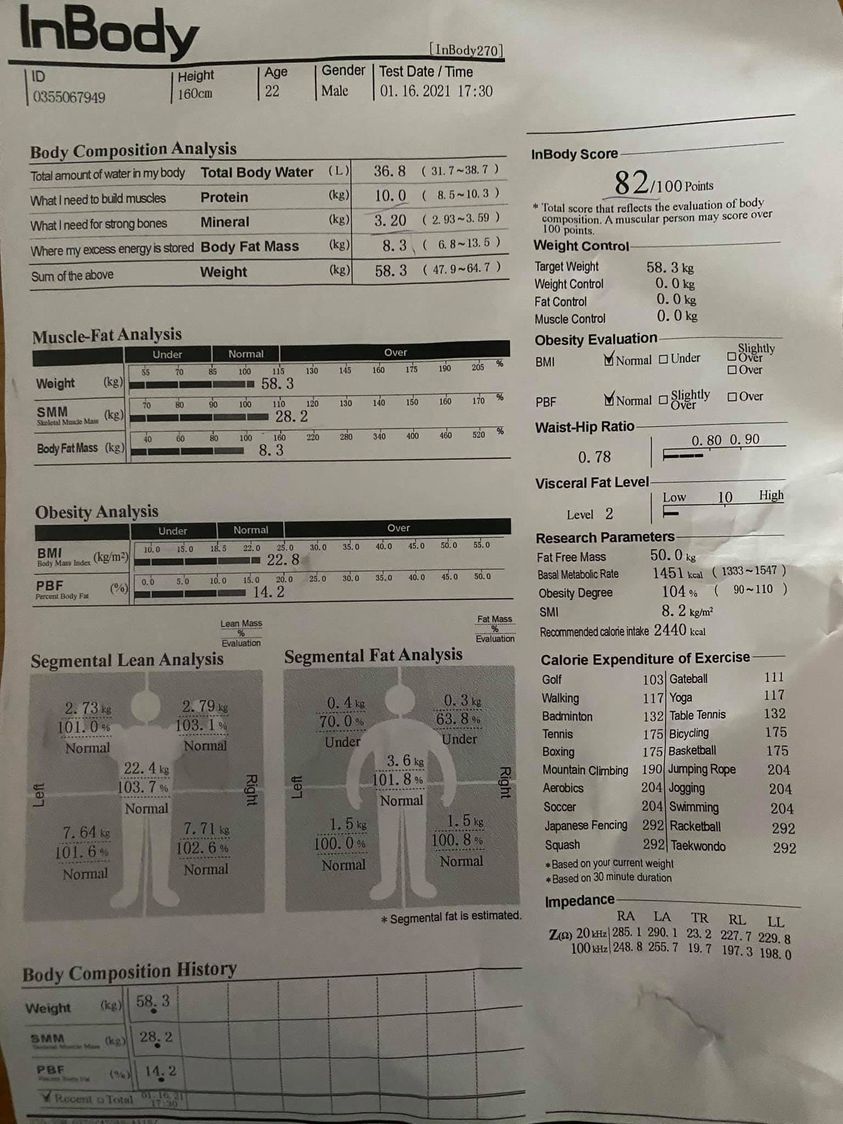 InBody
[InBody270]
ID Height Age Gender Test Date / Time
0355067949 160cm 22 Male 01. 16. 2021 17:30
Body Composition Analysis
Total amount of water in my body Total Body Water (L) 36. 8 ( 31. 7~38. 7 )
What I need to build muscles Protein (kg) 10. 0 ( 8. 5~10. 3 )
What I need for strong bones Mineral (kg) 3. 20 ( 2. 93~3. 59 )
Where my excess energy is stored Body Fat Mass (kg) 8. 3 ( 6. 8~13. 5 )
Sum of the above Weight (kg) 58. 3 ( 47. 9~64. 7 )
Muscle-Fat Analysis
Under Normal Over
55 70 85 100 115 130 145 160 175 190 205 %
Weight (kg) 58. 3
70 80 90 100 110 120 130 140 150 160 170 %
SMM (kg) 28. 2
Skeletal Muscle Mass
40 60 80 100 160 220 280 340 400 460 520 %
Body Fat Mass (kg) 8. 3
Obesity Analysis
Under Normal Over
10. 0 15. 0 18. 5 22. 0 25. 0 30. 0 35. 0 40. 0 45. 0 50. 0 55. 0
BMI (kg/m²) 22. 8
Body Mass Index
0. 0 5. 0 10. 0 15. 0 20. 0 25. 0 30. 0 35. 0 40. 0 45. 0 50. 0
PBF (%) 14. 2
Percent Body Fat
Lean Mass
%
Evaluation
Segmental Lean Analysis
2. 73 kg 2. 79 kg
101. 0 % 103. 1 %
Normal Normal
22. 4 kg
103. 7 %
Normal
Left Right
7. 64 kg 7. 71 kg
101. 6 % 102. 6 %
Normal Normal
Fat Mass
%
Evaluation
Segmental Fat Analysis
0. 4 kg 0. 3 kg
70. 0 % 63. 8 %
Under Under
3. 6 kg
101. 8 %
Normal
Left Right
1. 5 kg 1. 5 kg
100. 0 % 100. 8 %
Normal Normal
* Segmental fat is estimated.
Body Composition History
Weight (kg) 58. 3
SMM (kg) 28. 2
Skeletal Muscle Mass
PBF (%) 14. 2
Percent Body Fat
Recent Total 01. 16. 21
17:30
InBody Score
82/100 Points
* Total score that reflects the evaluation of body
composition. A muscular person may score over
100 points.
Weight Control
Target Weight 58. 3 kg
Weight Control 0. 0 kg
Fat Control 0. 0 kg
Muscle Control 0. 0 kg
Obesity Evaluation
BMI Normal Under Slightly Over Over
PBF Normal Slightly Over Over
Waist-Hip Ratio
0. 80 0. 90
0. 78
Visceral Fat Level
Low 10 High
Level 2
Research Parameters
Fat Free Mass 50. 0 kg
Basal Metabolic Rate 1451 kcal ( 1333~1547 )
Obesity Degree 104 % ( 90~110 )
SMI 8. 2 kg/m²
Recommended calorie intake 2440 kcal
Calorie Expenditure of Exercise
Golf 103 Gateball 111
Walking 117 Yoga 117
Badminton 132 Table Tennis 132
Tennis 175 Bicycling 175
Boxing 175 Basketball 175
Mountain Climbing 190 Jumping Rope 204
Aerobics 204 Jogging 204
Soccer 204 Swimming 204
Japanese Fencing 292 Racketball 292
Squash 292 Taekwondo 292
*Based on your current weight
*Based on 30 minute duration
Impedance
RA LA TR RL LL
Z(Ω) 20 kHz 285. 1 290. 1 23. 2 227. 7 229. 8
100 kHz 248. 8 255. 7 19. 7 197. 3 198. 0